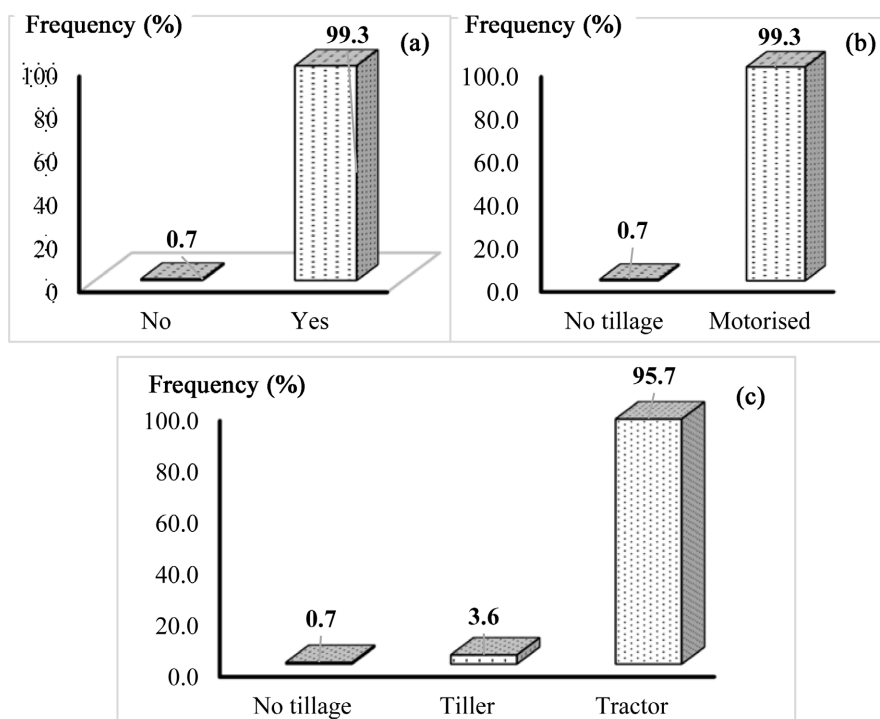 Frequency (%)
99.3
(a)
100
80
60
40
20
0
0.7
No
Yes
Frequency (%)
99.3
(b)
100.0
80.0
60.0
40.0
20.0
0.0
0.7
No tillage
Motorised
Frequency (%)
95.7
(c)
100.0
80.0
60.0
40.0
20.0
0.0
0.7
3.6
No tillage
Tiller
Tractor